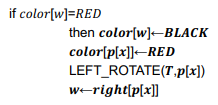 if color[w]=RED
then color[w]←BLACK
color[p[x]]←RED
LEFT_ROTATE(T,p[x])
w←right[p[x]]